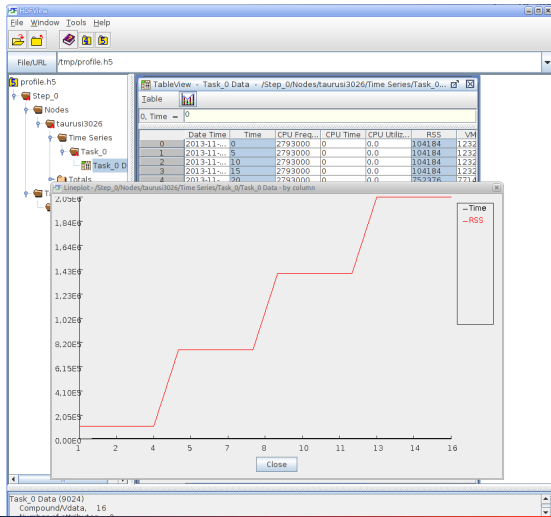 HDFView
File Window Tools Help
File/URL /tmp/profile.h5
profile.h5
Step_0
Nodes
taurusi3026
Time Series
Task_0
Task_0 D
Totals
TableView - Task_0 Data - /Step_0/Nodes/taurusi3026/Time Series/Task_0...
Table
0, Time = 0
Date Time Time CPU Freq... CPU Time CPU Utiliz... RSS VM
0 2013-11-... 0 2793000 0 0.0 104184 1232
1 2013-11-... 5 2793000 0 0.0 104184 1232
2 2013-11-... 10 2793000 0 0.0 104184 1232
3 2013-11-... 15 2793000 0 0.0 104184 1232
4 2013-11-... 20 2793000 0 0.0 752376 7714
Lineplot - /Step_0/Nodes/taurusi3026/Time Series/Task_0/Task_0 Data - by column
2,05E6
1,84E6
1,64E6
1,43E6
1,23E6
1,02E6
8,20E5
6,15E5
4,10E5
2,05E5
0,00E0
1 2 4 5 7 8 10 11 13 14 16
Time
RSS
Close
Task_0 Data (9024)
Compound/Vdata, 16